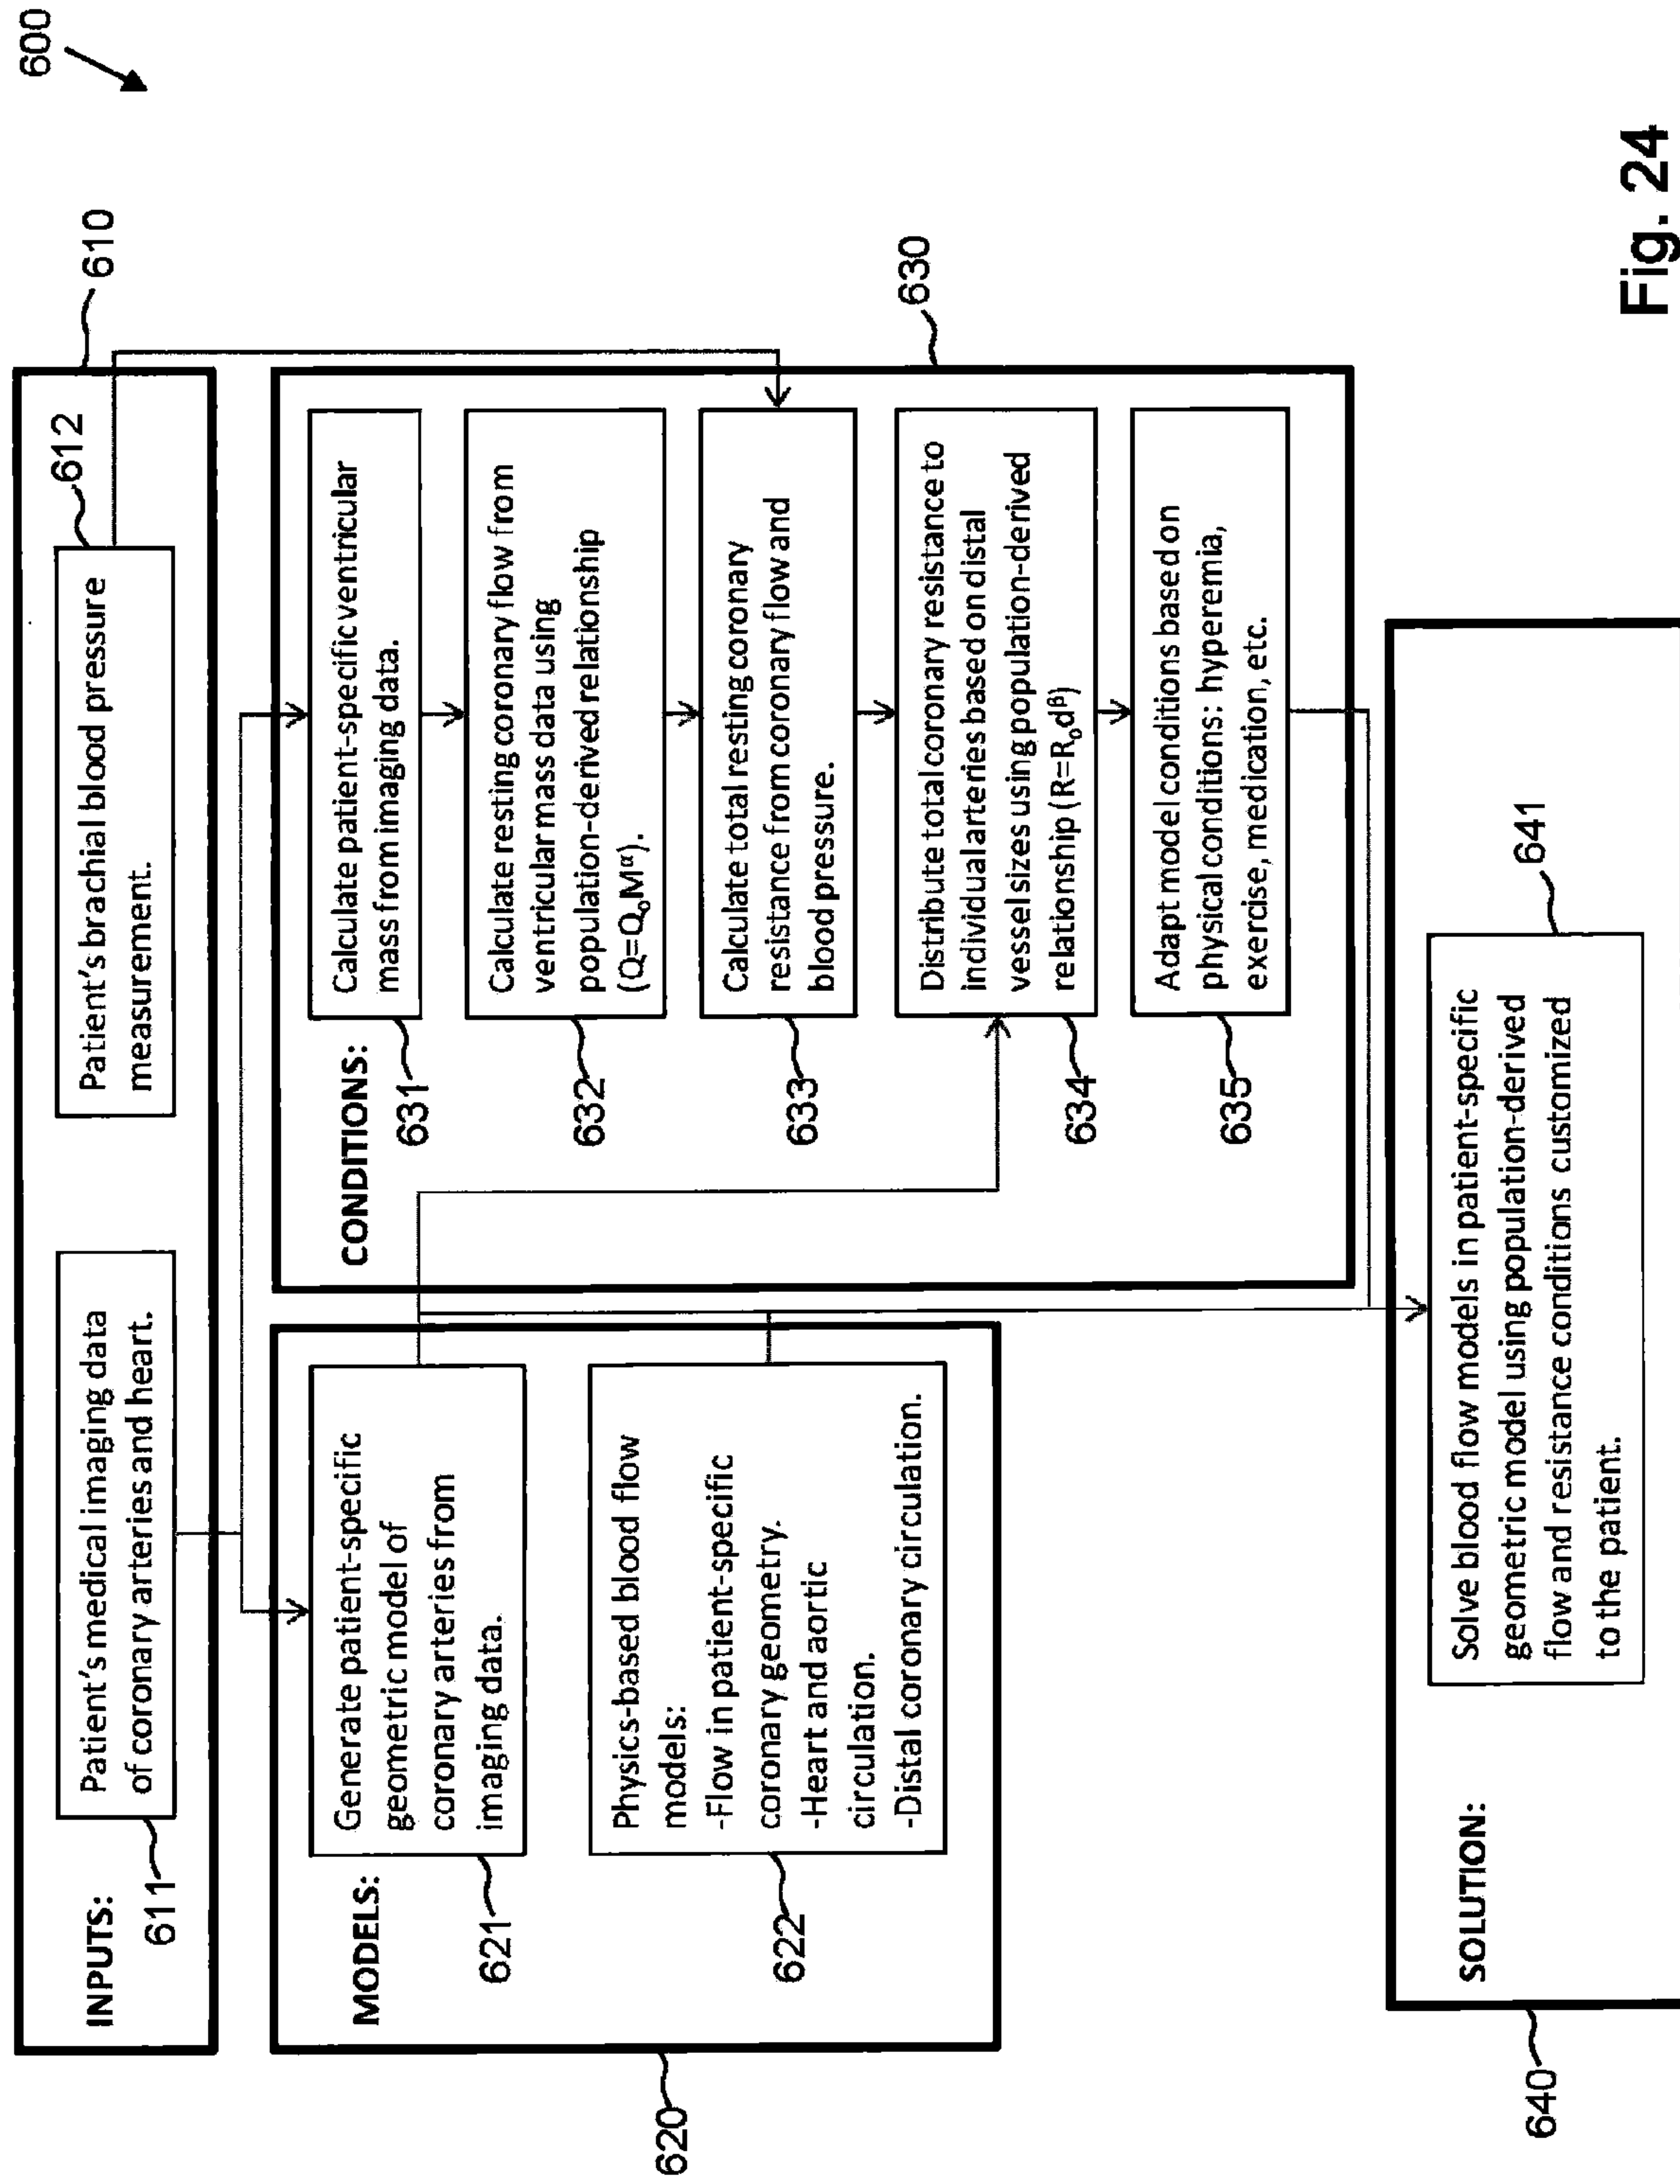 600
INPUTS:
610
611
Patient's medical imaging data
of coronary arteries and heart.
612
Patient's brachial blood pressure
measurement.
MODELS:
620
621
Generate patient-specific
geometric model of
coronary arteries from
imaging data.
622
Physics-based blood flow
models:
-Flow in patient-specific
coronary geometry.
-Heart and aortic
circulation.
-Distal coronary circulation.
CONDITIONS:
630
631
Calculate patient-specific ventricular
mass from imaging data.
632
Calculate resting coronary flow from
ventricular mass data using
population-derived relationship
(Q=Q₀Mᵅ).
633
Calculate total resting coronary
resistance from coronary flow and
blood pressure.
634
Distribute total coronary resistance to
individual arteries based on distal
vessel sizes using population-derived
relationship (R=R₀dᵝ)
635
Adapt model conditions based on
physical conditions: hyperemia,
exercise, medication, etc.
SOLUTION:
640
641
Solve blood flow models in patient-specific
geometric model using population-derived
flow and resistance conditions customized
to the patient.
Fig. 24